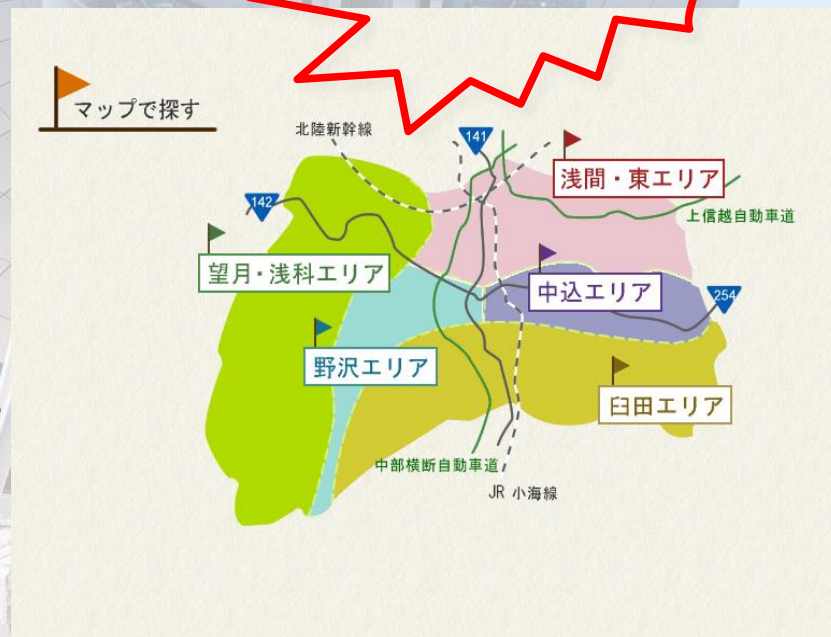 マップで探す
北陸新幹線
141
浅間・東エリア
142
上信越自動車道
望月・浅科エリア
中込エリア
254
野沢エリア
臼田エリア
中部横断自動車道
JR 小海線